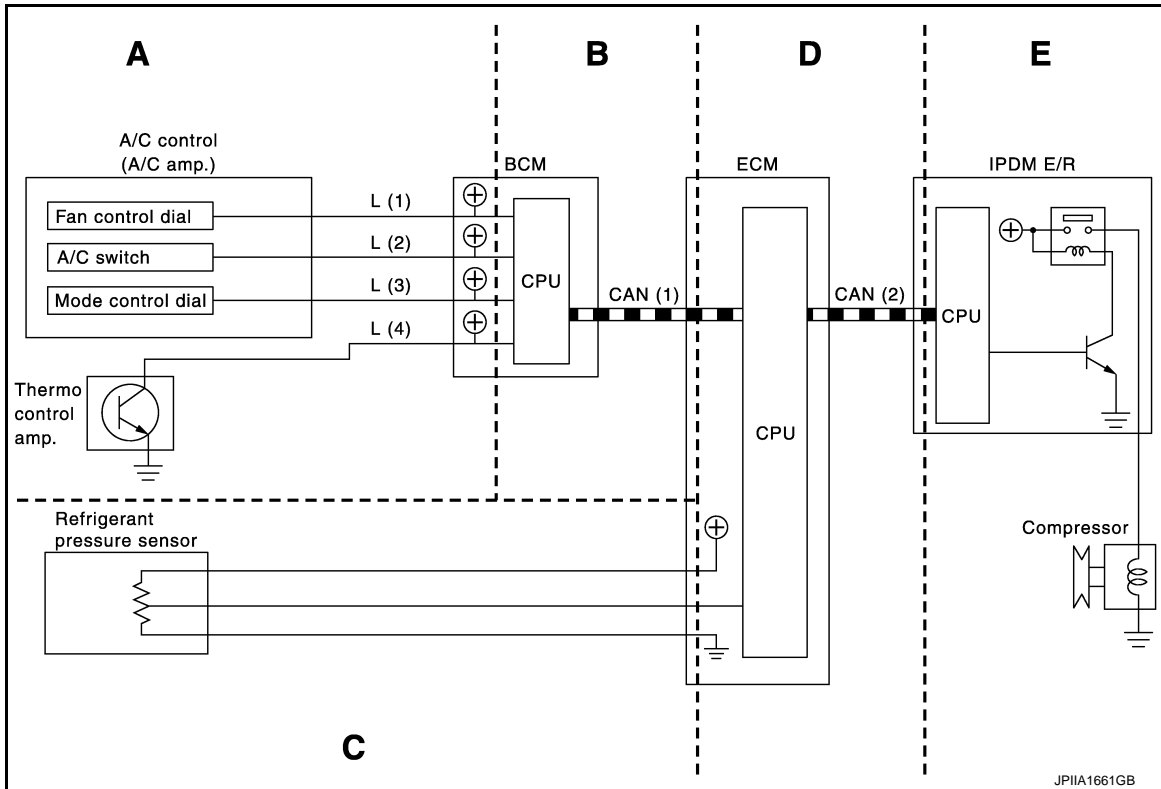 A
B
D
E
A/C control
(A/C amp.)
BCM
ECM
IPDM E/R
Fan control dial
L (1)
A/C switch
L (2)
Mode control dial
L (3)
L (4)
CPU
CAN (1)
CAN (2)
CPU
CPU
Thermo
control
amp.
Refrigerant
pressure sensor
Compressor
C
JPIIA1661GB